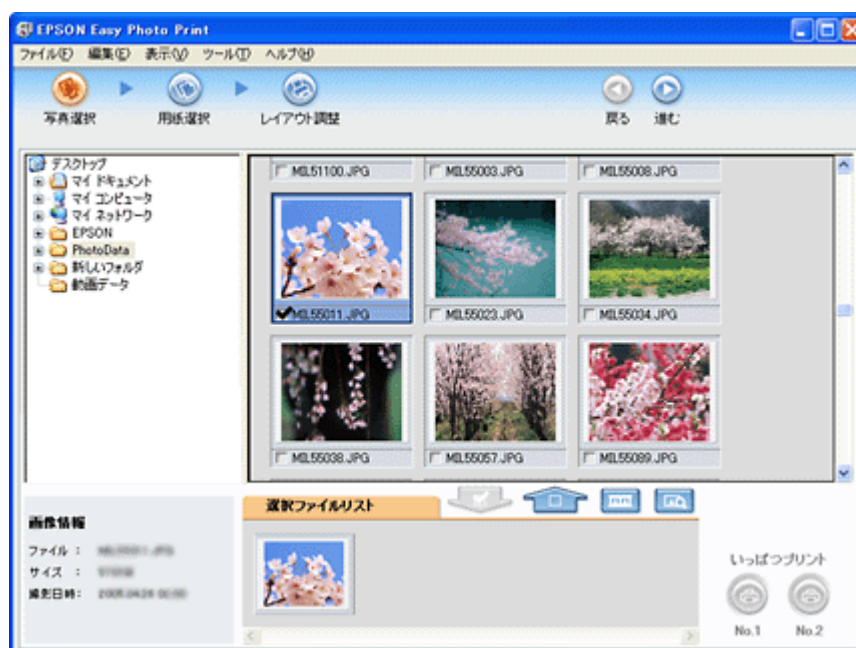 EPSON Easy Photo Print
ファイル(F) 編集(E) 表示(V) ツール(T) ヘルプ(H)
写真選択 用紙選択 レイアウト調整 戻る 進む
デスクトップ
マイ ドキュメント
マイ コンピュータ
マイ ネットワーク
EPSON
PhotoData
新しいフォルダ
動画データ
MIL51100.JPG MIL55003.JPG MIL55008.JPG
MIL55011.JPG MIL55023.JPG MIL55034.JPG
MIL55038.JPG MIL55057.JPG MIL55089.JPG
選択ファイルリスト
画像情報
ファイル :
サイズ :
撮影日時:
いっぱつプリント
No.1 No.2